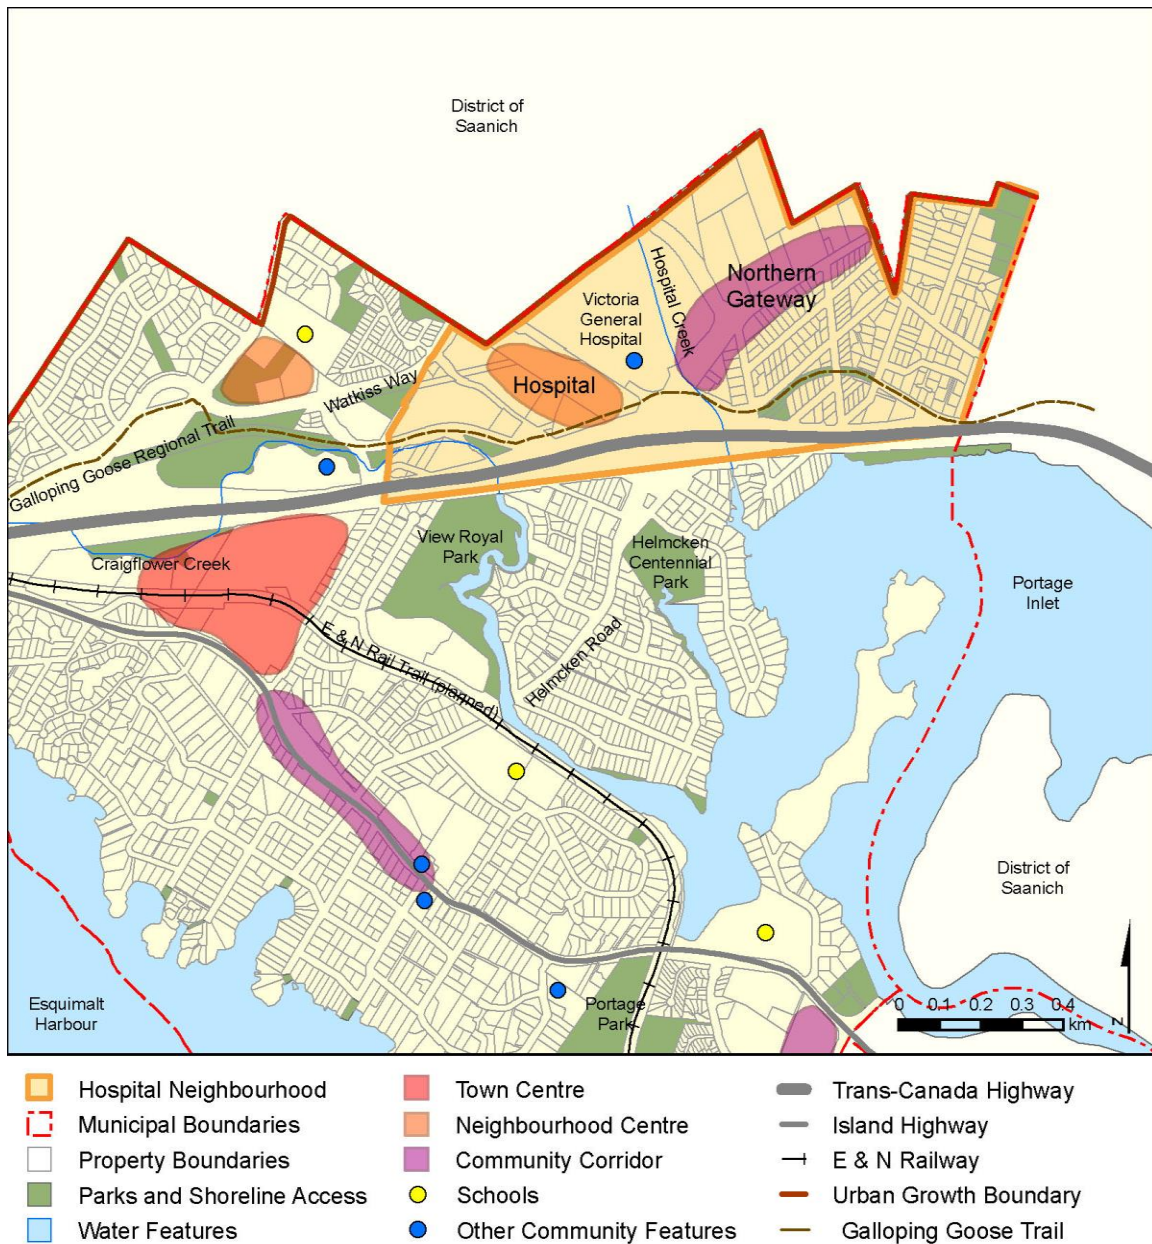 District of
Saanich
Northern
Gateway
Hospital Creek
Victoria
General
Hospital
Hospital
Watkiss Way
Galloping Goose Regional Trail
View Royal
Park
Helmcken
Centennial
Park
Craigflower Creek
Portage
Inlet
E & N Rail Trail (planned)
Helmcken Road
District of
Saanich
Esquimalt
Harbour
Portage
Park
0 0.1 0.2 0.3 0.4
km
N
Hospital Neighbourhood
Municipal Boundaries
Property Boundaries
Parks and Shoreline Access
Water Features
Town Centre
Neighbourhood Centre
Community Corridor
Schools
Other Community Features
Trans-Canada Highway
Island Highway
E & N Railway
Urban Growth Boundary
Galloping Goose Trail